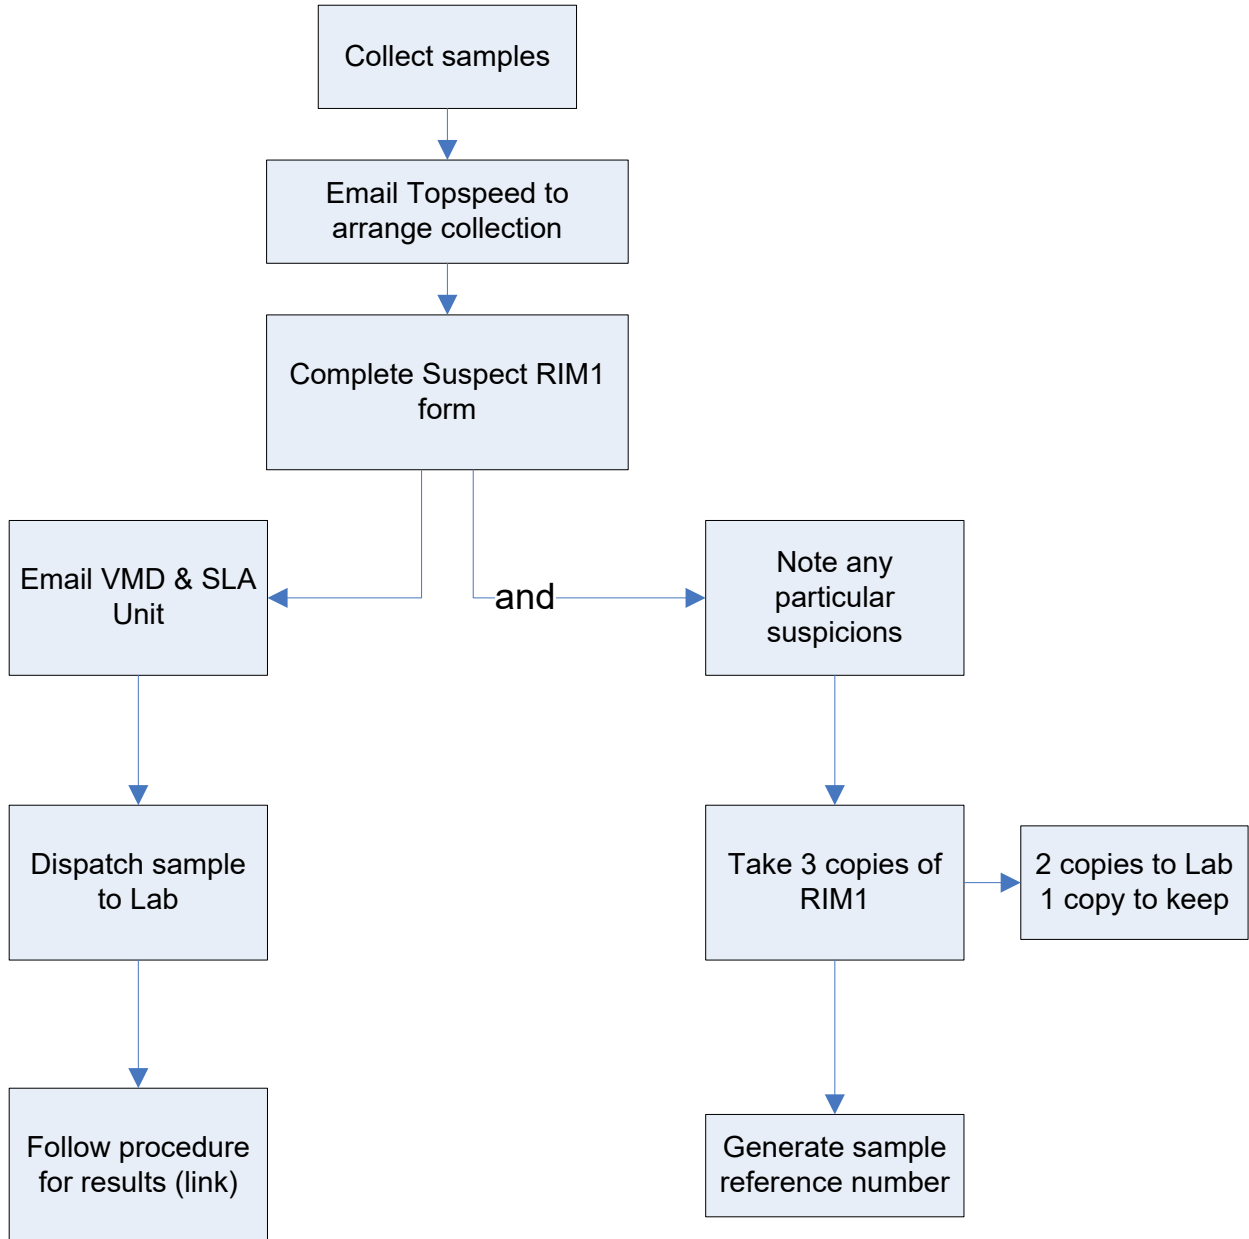 Collect samples
Email Topspeed to
arrange collection
Complete Suspect RIM1
form
Email VMD & SLA
Unit
and
Note any
particular
suspicions
Dispatch sample
to Lab
Take 3 copies of
RIM1
2 copies to Lab
1 copy to keep
Follow procedure
for results (link)
Generate sample
reference number